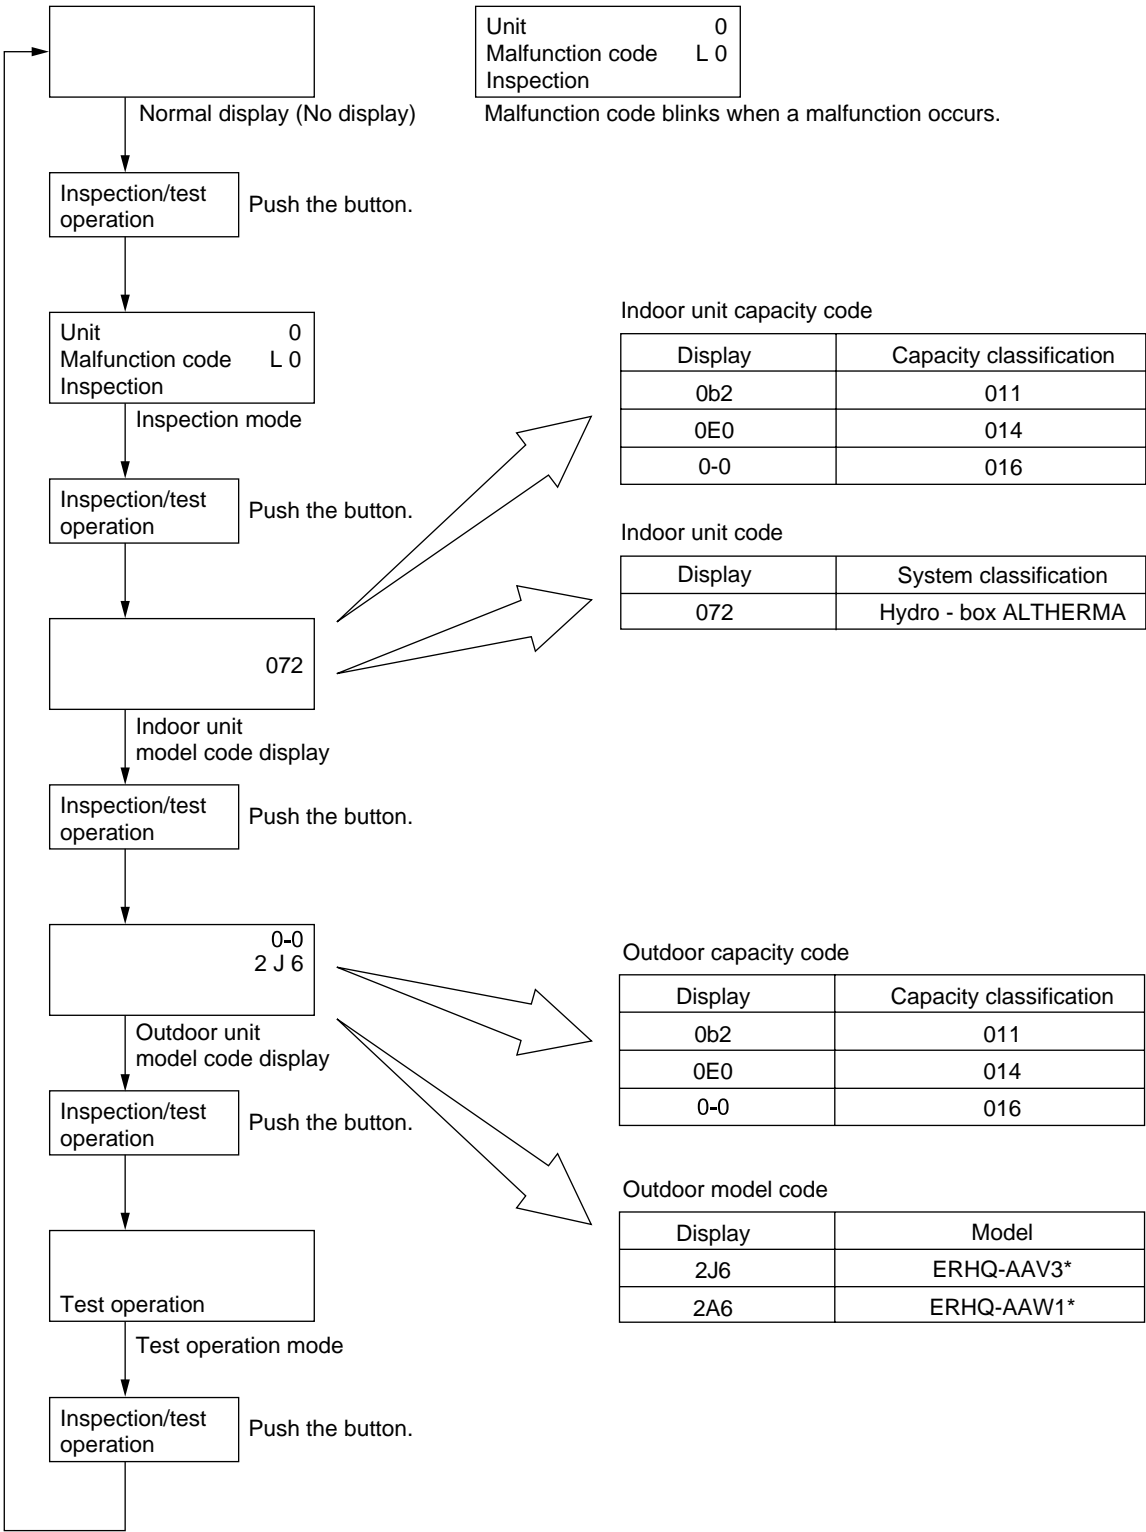 Unit 0
Malfunction code L 0
Inspection
Normal display (No display)
Malfunction code blinks when a malfunction occurs.
Inspection/test
operation
Push the button.
Unit 0
Malfunction code L 0
Inspection
Inspection mode
Inspection/test
operation
Push the button.
Indoor unit capacity code
Display Capacity classification
0b2 011
0E0 014
0-0 016
Indoor unit code
Display System classification
072 Hydro - box ALTHERMA
072
Indoor unit
model code display
Inspection/test
operation
Push the button.
0-0
2 J 6
Outdoor unit
model code display
Outdoor capacity code
Display Capacity classification
0b2 011
0E0 014
0-0 016
Inspection/test
operation
Push the button.
Outdoor model code
Display Model
2J6 ERHQ-AAV3*
2A6 ERHQ-AAW1*
Test operation
Test operation mode
Inspection/test
operation
Push the button.